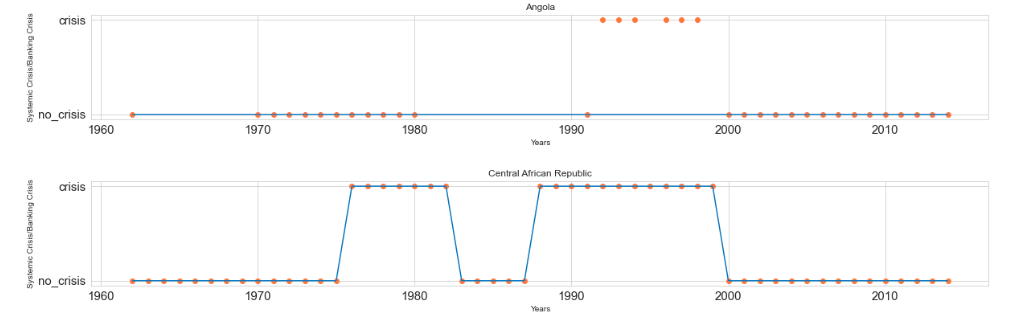 Angola
Systemic Crisis/Banking Crisis
crisis
no_crisis
1960 1970 1980 1990 2000 2010
Years
Central African Republic
Systemic Crisis/Banking Crisis
crisis
no_crisis
1960 1970 1980 1990 2000 2010
Years